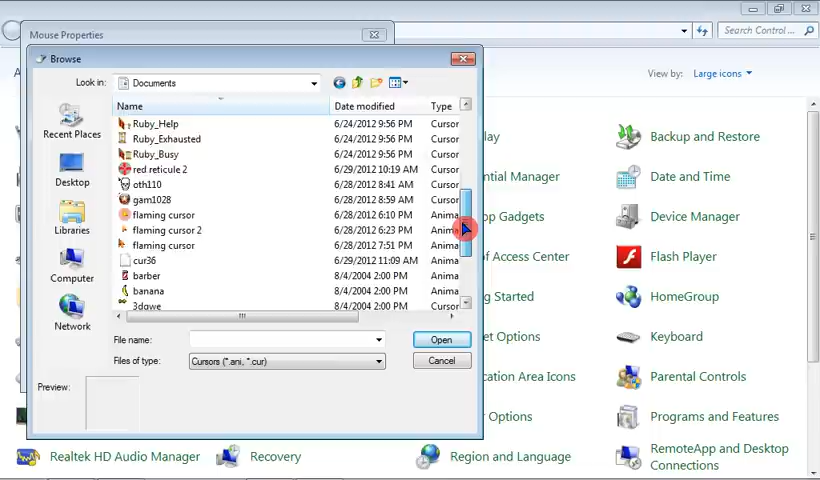 Mouse Properties
Search Control ...
Browse
View by: Large icons
Look in: Documents
Name Date modified Type
Ruby_Help 6/24/2012 9:56 PM Cursor
Ruby_Exhausted 6/24/2012 9:56 PM Cursor
Ruby_Busy 6/24/2012 9:56 PM Cursor
red reticule 2 6/29/2012 10:19 AM Cursor
oth110 6/28/2012 8:41 AM Cursor
gam1028 6/28/2012 8:59 AM Cursor
flaming cursor 6/28/2012 6:10 PM Anima
flaming cursor 2 6/28/2012 6:23 PM Anima
flaming cursor 6/28/2012 7:51 PM Anima
cur36 6/29/2012 11:09 AM Cursor
barber 8/4/2004 2:00 PM Anima
banana 8/4/2004 2:00 PM Anima
3dgwe 8/4/2004 2:00 PM Cursor
Recent Places
Desktop
Libraries
Computer
Network
File name: Open
Files of type: Cursors (*.ani, *.cur) Cancel
Preview:
play Backup and Restore
ential Manager Date and Time
op Gadgets Device Manager
of Access Center Flash Player
ng Started HomeGroup
et Options Keyboard
cation Area Icons Parental Controls
r Options Programs and Features
Realtek HD Audio Manager Recovery Region and Language RemoteApp and Desktop
Connections